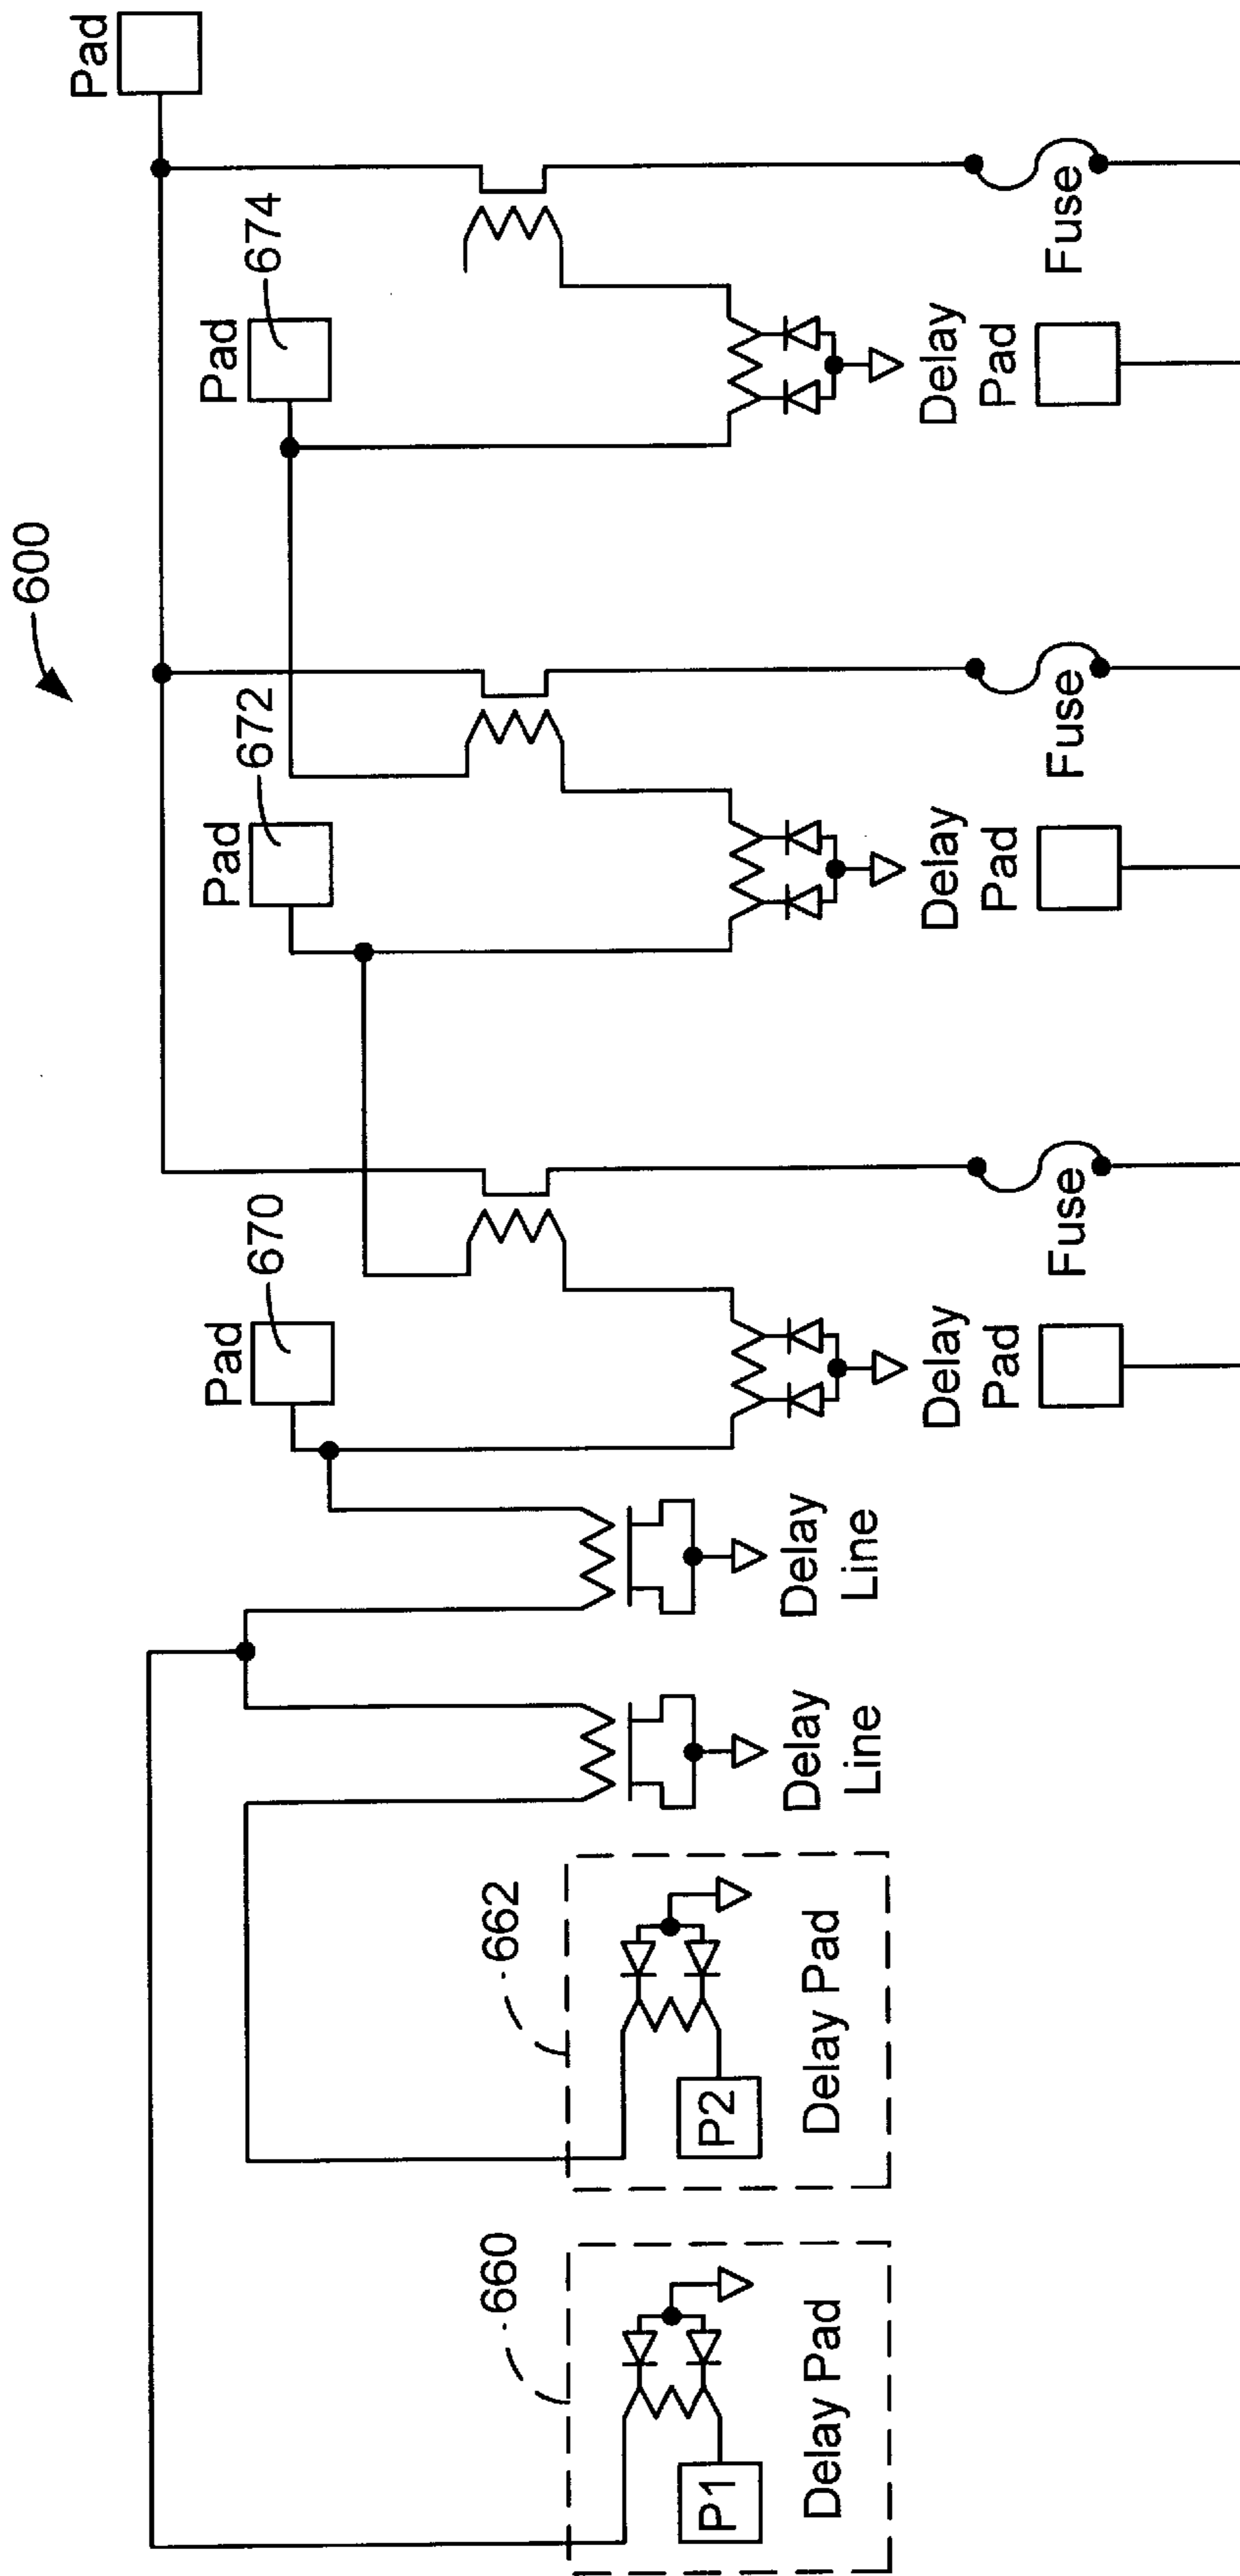 600
Pad
674
Pad
672
Pad
670
Pad
Fuse
Delay
Pad
Fuse
Delay
Pad
Fuse
Delay
Pad
Delay
Line
Delay
Line
662
P2
Delay Pad
660
P1
Delay Pad